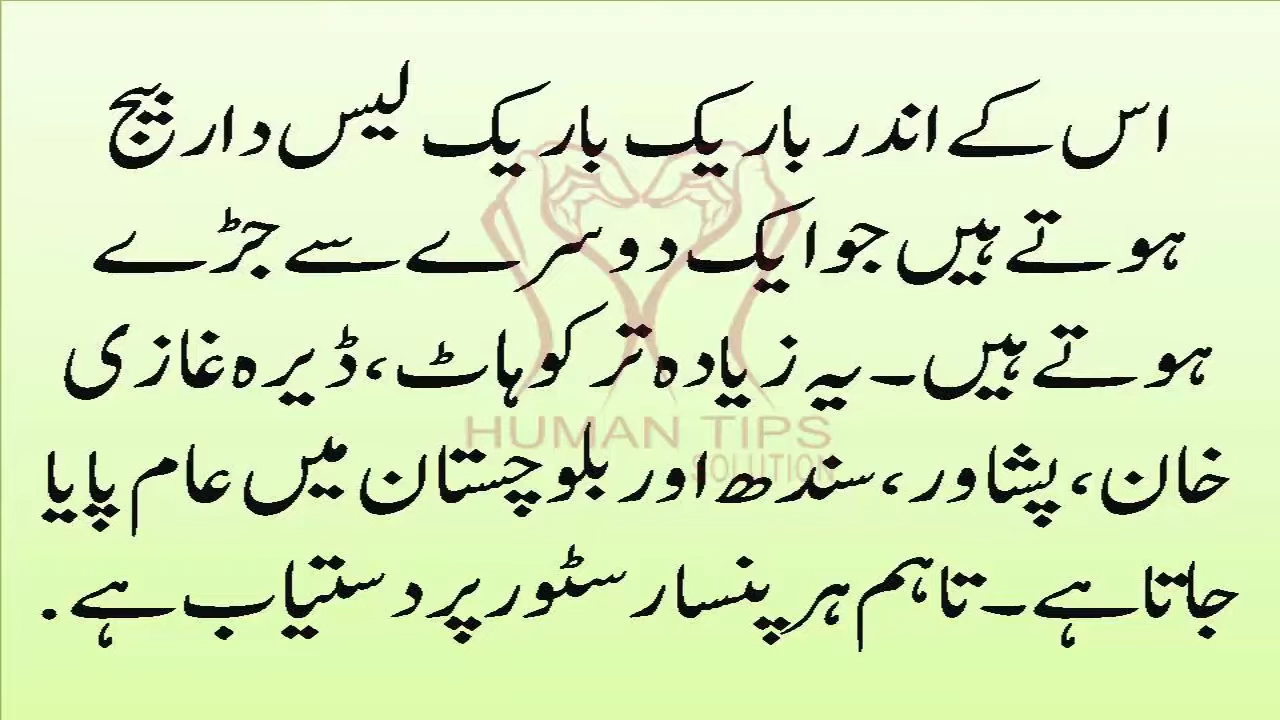 اس کے اندر باریک باریک لیس دار بیج
ہوتے ہیں جو ایک دوسرے سے جڑے
ہوتے ہیں۔ یہ زیادہ تر کوہاٹ، ڈیرہ غازی
خان، پشاور، سندھ اور بلوچستان میں عام پایا
جاتا ہے۔ تاہم ہر پنسار سٹور پر دستیاب ہے.
HUMAN TIPS
SOLUTION